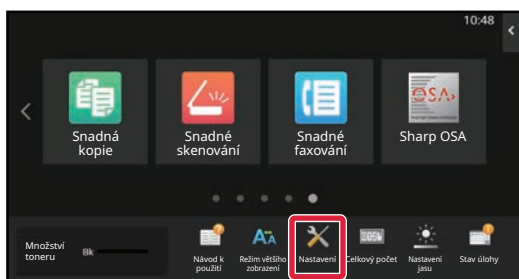 10:48
Snadná
kopie
Snadné
skenování
Snadné
faxování
OSA
Sharp OSA
Množství
toneru
Bk
Návod k
použití
Režim většího
zobrazení
Nastavení
Celkový počet
Nastavení
jasu
Stav úlohy